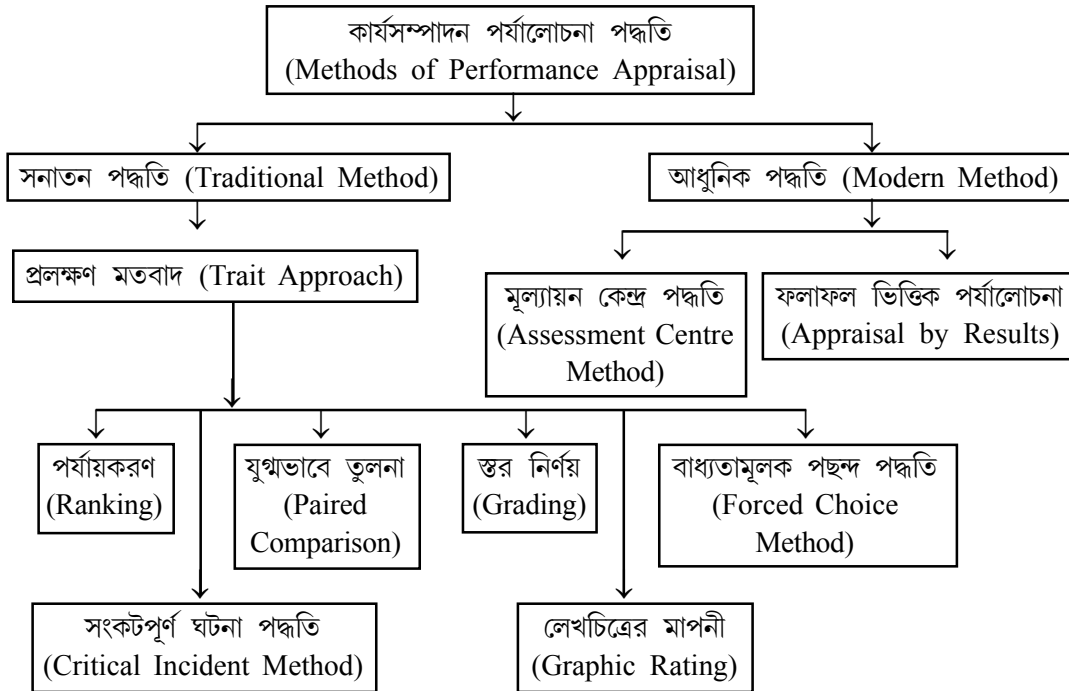 কার্যসম্পাদন পর্যালোচনা পদ্ধতি
(Methods of Performance Appraisal)
সনাতন পদ্ধতি (Traditional Method)
আধুনিক পদ্ধতি (Modern Method)
প্রলক্ষণ মতবাদ (Trait Approach)
মূল্যায়ন কেন্দ্র পদ্ধতি
(Assessment Centre
Method)
ফলাফল ভিত্তিক পর্যালোচনা
(Appraisal by Results)
পর্যায়করণ
(Ranking)
যুগ্মভাবে তুলনা
(Paired
Comparison)
স্তর নির্ণয়
(Grading)
বাধ্যতামূলক পছন্দ পদ্ধতি
(Forced Choice
Method)
সংকটপূর্ণ ঘটনা পদ্ধতি
(Critical Incident Method)
লেখচিত্রের মাপনী
(Graphic Rating)